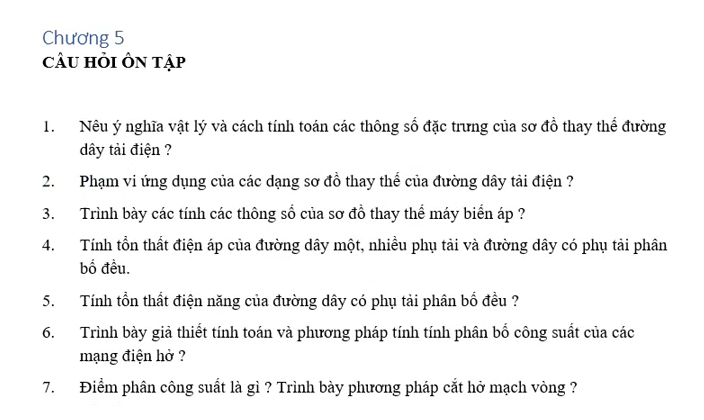 Chương 5
CÂU HỎI ÔN TẬP
1. Nêu ý nghĩa vật lý và cách tính toán các thông số đặc trưng của sơ đồ thay thế đường
dây tải điện ?
2. Phạm vi ứng dụng của các dạng sơ đồ thay thế của đường dây tải điện ?
3. Trình bày các tính các thông số của sơ đồ thay thế máy biến áp ?
4. Tính tổn thất điện áp của đường dây một, nhiều phụ tải và đường dây có phụ tải phân
bố đều.
5. Tính tổn thất điện năng của đường dây có phụ tải phân bố đều ?
6. Trình bày giả thiết tính toán và phương pháp tính tính phân bố công suất của các
mạng điện hở ?
7. Điểm phân công suất là gì ? Trình bày phương pháp cắt hở mạch vòng ?